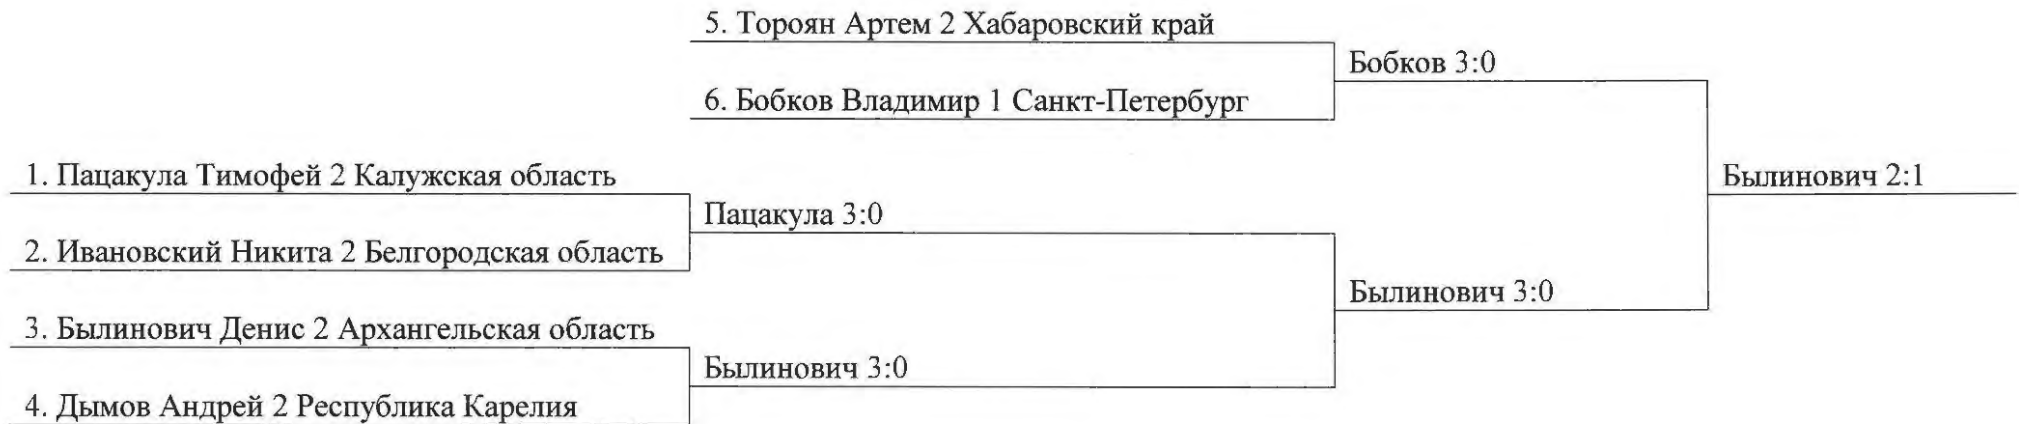 5. Тороян Артем 2 Хабаровский край
Бобков 3:0
6. Бобков Владимир 1 Санкт-Петербург
1. Пацакула Тимофей 2 Калужская область
Былинович 2:1
Пацакула 3:0
2. Ивановский Никита 2 Белгородская область
Былинович 3:0
3. Былинович Денис 2 Архангельская область
Былинович 3:0
4. Дымов Андрей 2 Республика Карелия